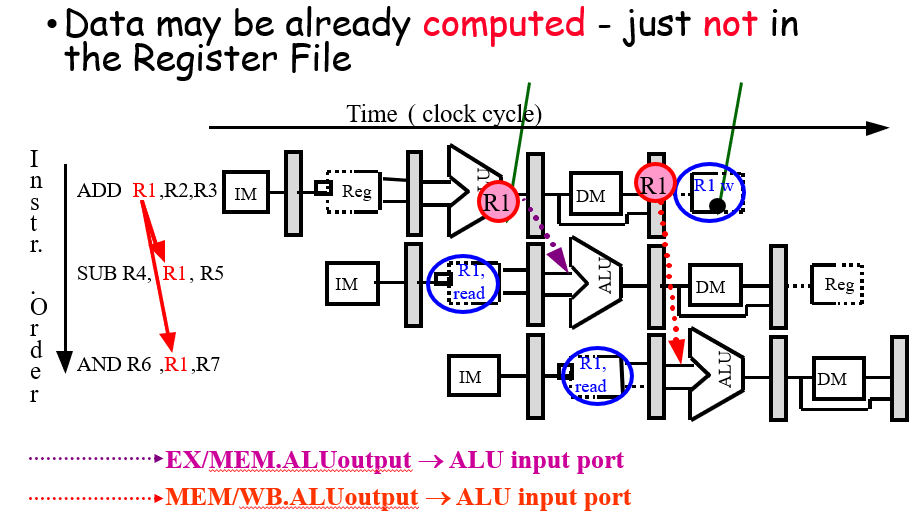 • Data may be already computed - just not in
the Register File
Time ( clock cycle)
I
n
s
t
r.
.
O
r
d
e
r
ADD R1 ,R2,R3
IM
Reg
R1
DM
R1
R1 w
SUB R4, R1 , R5
IM
R1,
read
ALU
DM
Reg
AND R6 ,R1 ,R7
IM
R1,
read
ALU
DM
EX/MEM.ALUoutput → ALU input port
MEM/WB.ALUoutput → ALU input port